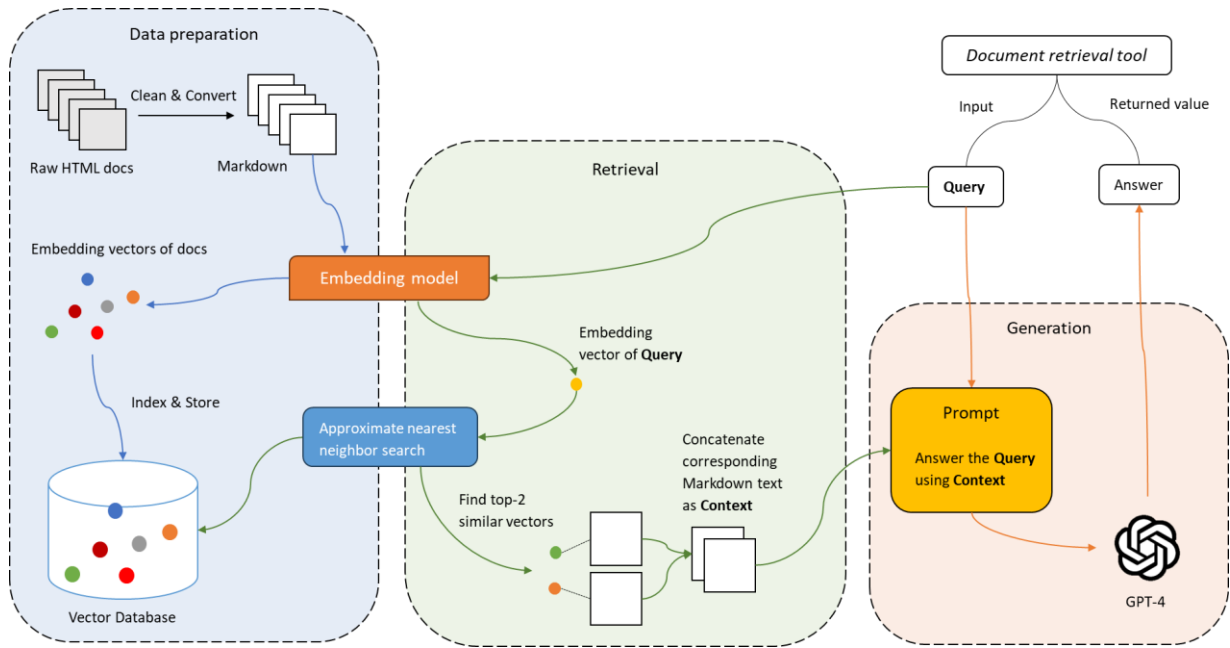 Data preparation
Clean & Convert
Raw HTML docs
Markdown
Embedding vectors of docs
Index & Store
Vector Database
Embedding model
Approximate nearest
neighbor search
Retrieval
Embedding
vector of Query
Find top-2
similar vectors
Concatenate
corresponding
Markdown text
as Context
Document retrieval tool
Input
Returned value
Query
Answer
Generation
Prompt
Answer the Query
using Context
GPT-4